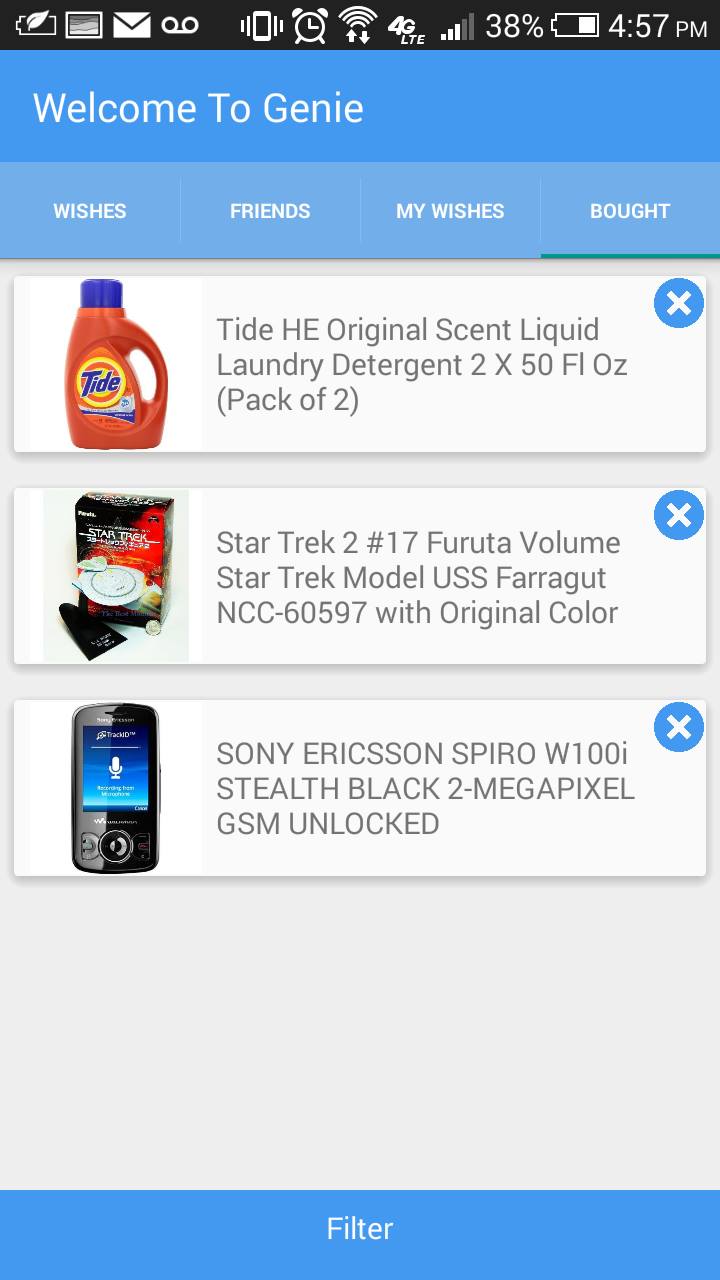 38% 4:57 PM
4G LTE
Welcome To Genie
WISHES FRIENDS MY WISHES BOUGHT
Tide
Tide HE Original Scent Liquid
Laundry Detergent 2 X 50 Fl Oz
(Pack of 2)
STAR TREK
Star Trek 2 #17 Furuta Volume
Star Trek Model USS Farragut
NCC-60597 with Original Color
Sony Ericsson
TrackID™
Recording from
Microphone
SONY ERICSSON SPIRO W100i
STEALTH BLACK 2-MEGAPIXEL
GSM UNLOCKED
Filter